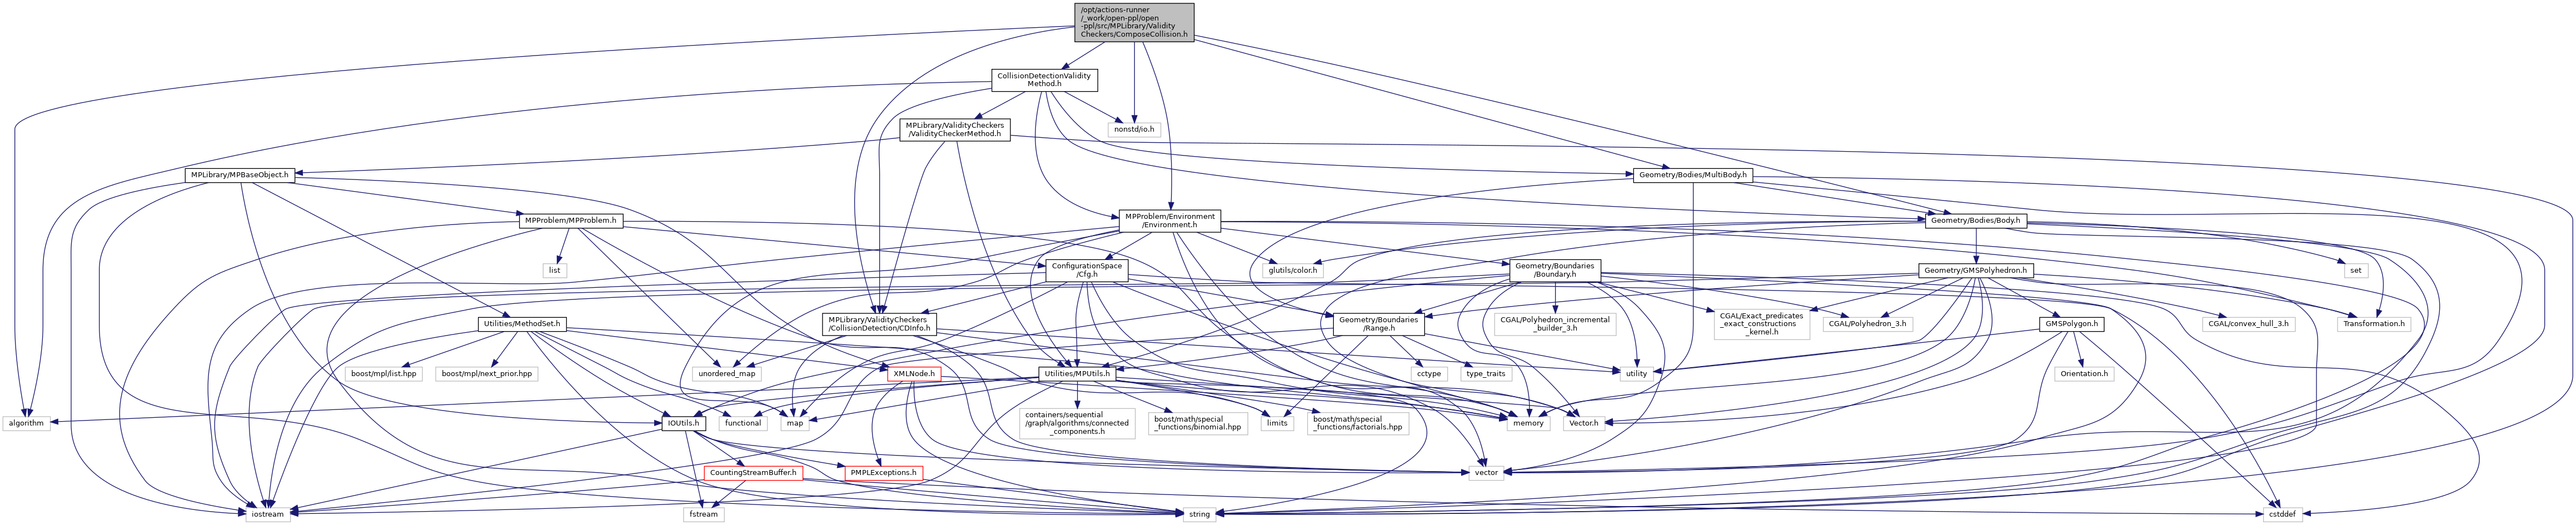 /opt/actions-runner
/_work/open-ppl/open
-ppl/src/MPLibrary/Validity
Checkers/ComposeCollision.h
CollisionDetectionValidity
Method.h
MPLibrary/ValidityCheckers
/ValidityCheckerMethod.h
nonstd/io.h
MPLibrary/MPBaseObject.h
Geometry/Bodies/MultiBody.h
MPProblem/MPProblem.h
MPProblem/Environment
/Environment.h
Geometry/Bodies/Body.h
list
ConfigurationSpace
/Cfg.h
glutils/color.h
Geometry/Boundaries
/Boundary.h
Geometry/GMSPolyhedron.h
set
Utilities/MethodSet.h
MPLibrary/ValidityCheckers
/CollisionDetection/CDInfo.h
Geometry/Boundaries
/Range.h
CGAL/Polyhedron_incremental
_builder_3.h
CGAL/Exact_predicates
_exact_constructions
_kernel.h
CGAL/Polyhedron_3.h
GMSPolygon.h
CGAL/convex_hull_3.h
Transformation.h
boost/mpl/list.hpp
boost/mpl/next_prior.hpp
unordered_map
XMLNode.h
Utilities/MPUtils.h
cctype
type_traits
utility
Orientation.h
algorithm
IOUtils.h
functional
map
containers/sequential
/graph/algorithms/connected
_components.h
boost/math/special
_functions/binomial.hpp
limits
boost/math/special
_functions/factorials.hpp
memory
Vector.h
CountingStreamBuffer.h
PMPLExceptions.h
vector
iostream
fstream
string
cstddef